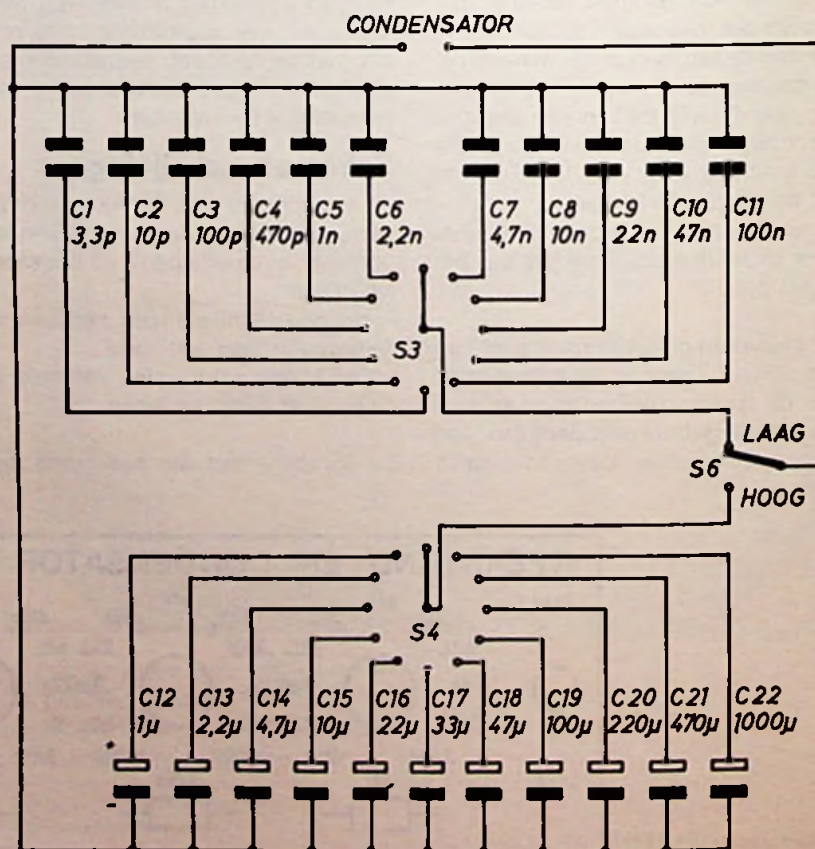 CONDENSATOR
C1 C2 C3 C4 C5 C6 C7 C8 C9 C10 C11
3,3p 10p 100p 470p 1n 2,2n 4,7n 10n 22n 47n 100n
S3
LAAG
S6
HOOG
S4
C12 C13 C14 C15 C16 C17 C18 C19 C20 C21 C22
1µ 2,2µ 4,7µ 10µ 22µ 33µ 47µ 100µ 220µ 470µ 1000µ